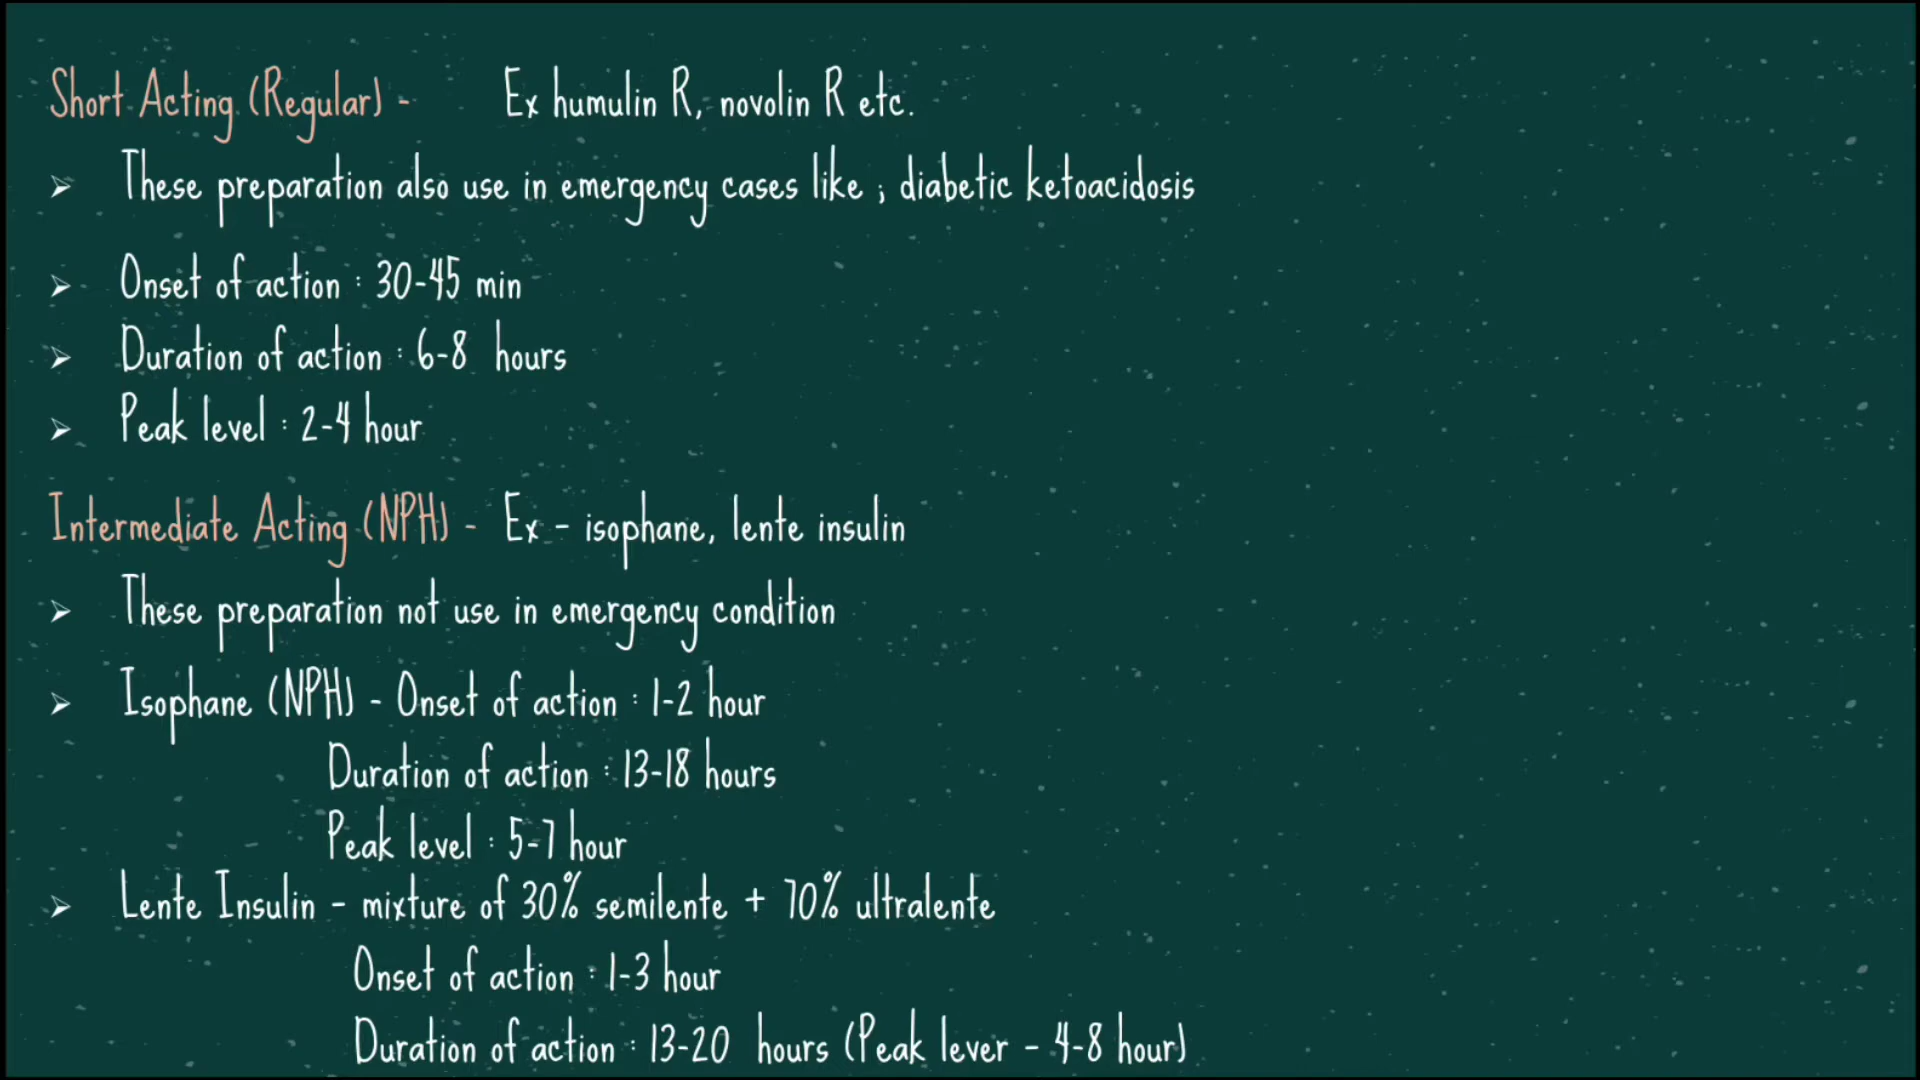 Short Acting (Regular) - Ex humulin R, novolin R etc.
➢ These preparation also use in emergency cases like ; diabetic ketoacidosis
➢ Onset of action : 30-45 min
➢ Duration of action : 6-8 hours
➢ Peak level : 2-4 hour
Intermediate Acting (NPH) - Ex - isophane, lente insulin
➢ These preparation not use in emergency condition
➢ Isophane (NPH) - Onset of action : 1-2 hour
Duration of action : 13-18 hours
Peak level : 5-7 hour
➢ Lente Insulin - mixture of 30% semilente + 70% ultralente
Onset of action : 1-3 hour
Duration of action : 13-20 hours (Peak lever - 4-8 hour)